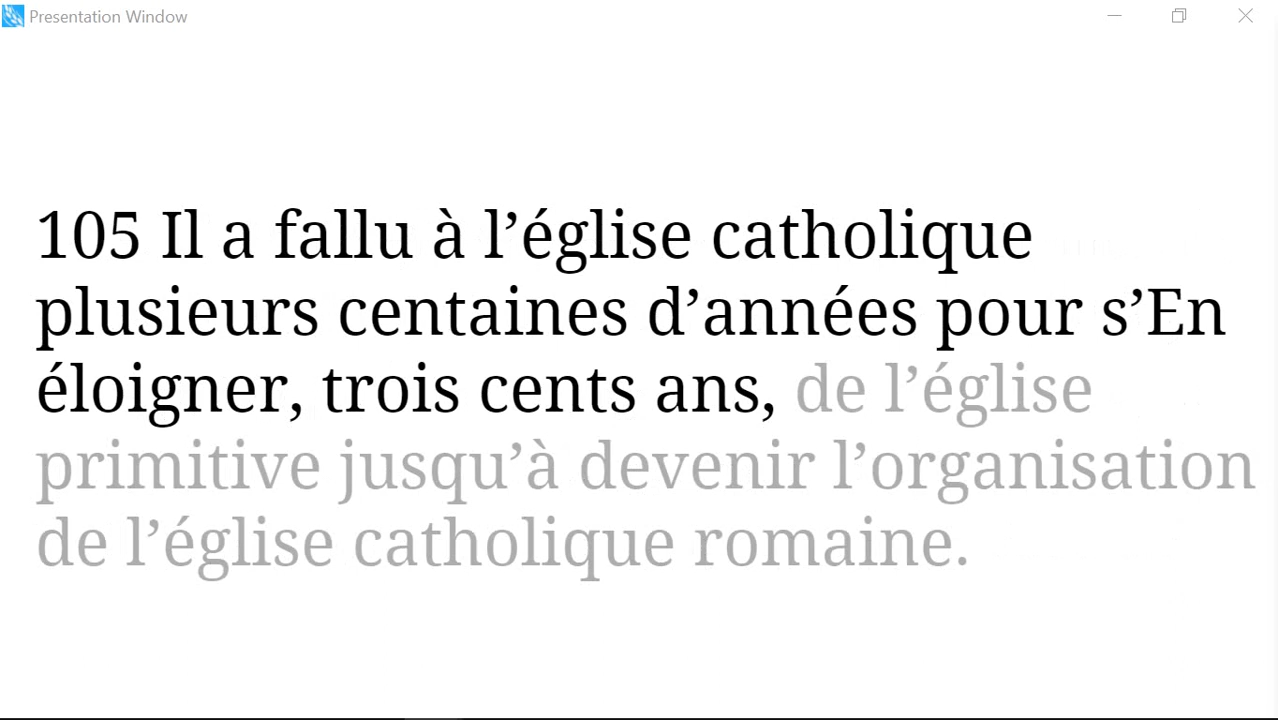 Presentation Window
105 Il a fallu à l’église catholique
plusieurs centaines d’années pour s’En
éloigner, trois cents ans, de l’église
primitive jusqu’à devenir l’organisation
de l’église catholique romaine.